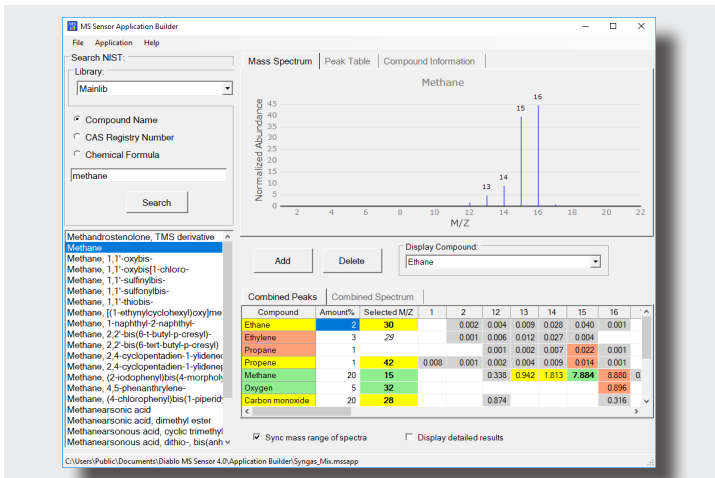 MS Sensor Application Builder
File Application Help
Search NIST:
Library:
Mainlib
Compound Name
CAS Registry Number
Chemical Formula
methane
Search
Methandrostenolone, TMS derivative
Methane
Methane, 1,1'-oxybis-
Methane, 1,1'-oxybis[1-chloro-
Methane, 1,1'-sulfinylbis-
Methane, 1,1'-sulfonylbis-
Methane, 1,1'-thiobis-
Methane, [(1-ethynylcyclohexyl)oxy]me
Methane, 1-naphthyl-2-naphthyl-
Methane, 2,2'-bis(6-t-butyl-p-cresyl)-
Methane, 2,2'-bis(6-tert-butyl-p-cresyl)
Methane, 2,4-cyclopentadien-1-ylidene
Methane, 2,4-cyclopentadien-1-ylidene
Methane, (2-iodophenyl)bis(4-morphol
Methane, 4,5-phenanthrylene-
Methane, (4-chlorophenyl)bis(1-piperid
Methanearsonic acid
Methanearsonic acid, dimethyl ester
Methanearsonous acid, cyclic trimethyl
Methanearsonous acid, dithio-, bis(anh
Mass Spectrum Peak Table Compound Information
Methane
Normalized Abundance
45
40
35
30
25
20
15
10
5
0
13 14 15 16
2 4 6 8 10 12 14 16 18 20 22
M/Z
Add Delete
Display Compound:
Ethane
Combined Peaks Combined Spectrum
Compound Amount% Selected M/Z 1 2 12 13 14 15 16 1
Ethane 2 30 0.002 0.004 0.009 0.028 0.040 0.001
Ethylene 3 29 0.001 0.006 0.012 0.027 0.004
Propane 1 0.001 0.002 0.007 0.022 0.001
Propene 1 42 0.008 0.001 0.002 0.004 0.009 0.014 0.001
Methane 20 15 0.338 0.942 1.813 7.884 8.880 0.
Oxygen 5 32 0.896
Carbon monoxide 20 28 0.874 0.316
Sync mass range of spectra Display detailed results
C:\Users\Public\Documents\Diablo MS Sensor 4.0\Application Builder\Syngas_Mix.mssapp